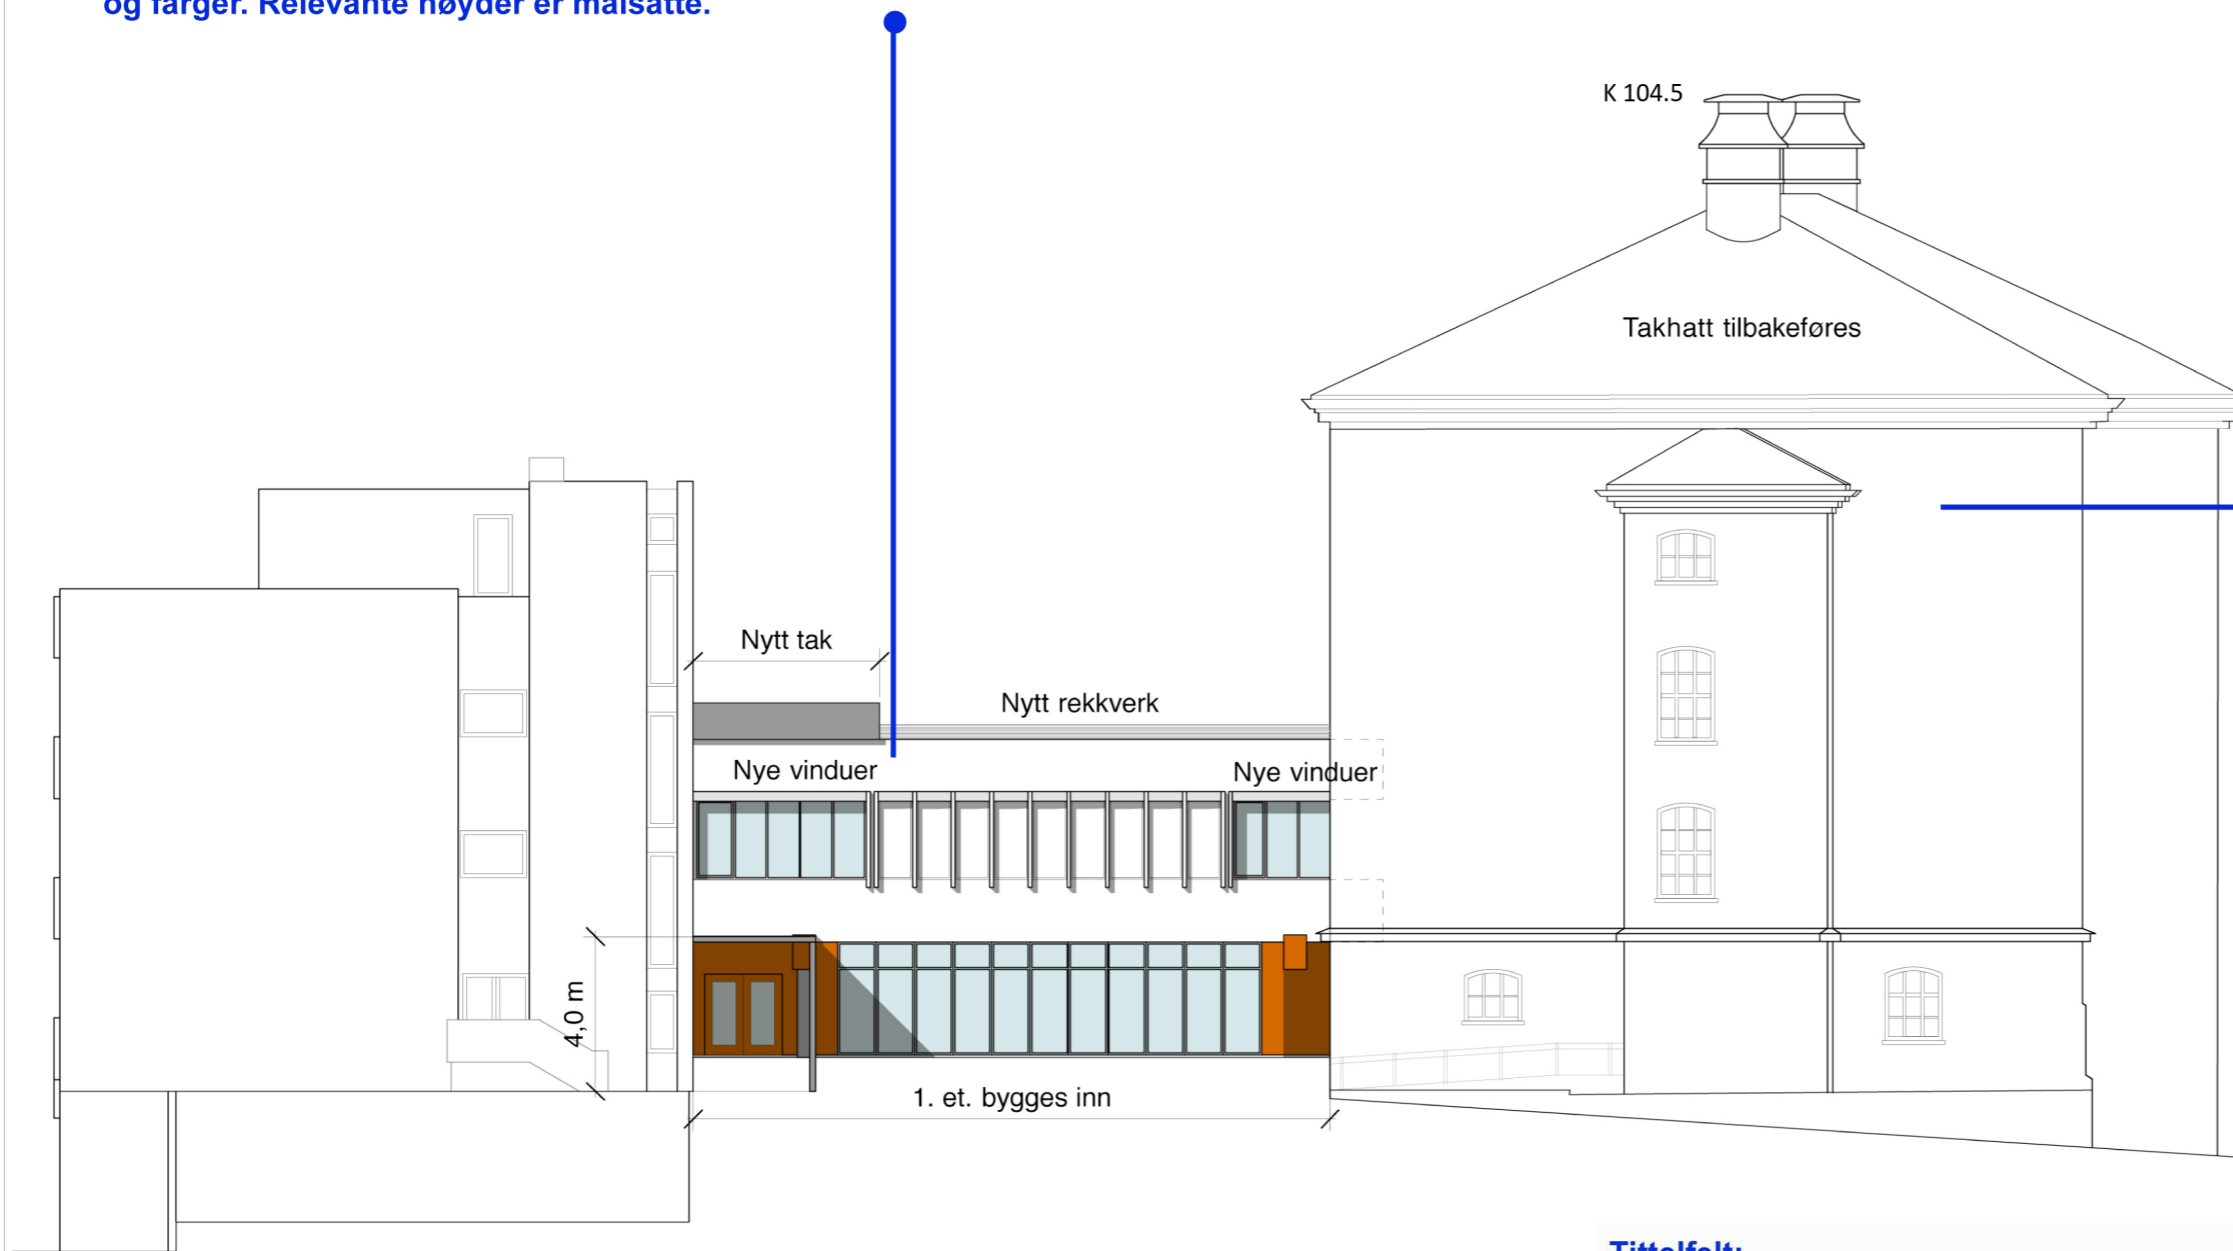 og farger. Relevante høyder er målsatte.
K 104.5
Takhatt tilbakeføres
Nytt tak
Nytt rekkverk
Nye vinduer
Nye vinduer
4,0 m
1. et. bygges inn
Tittelfelt: